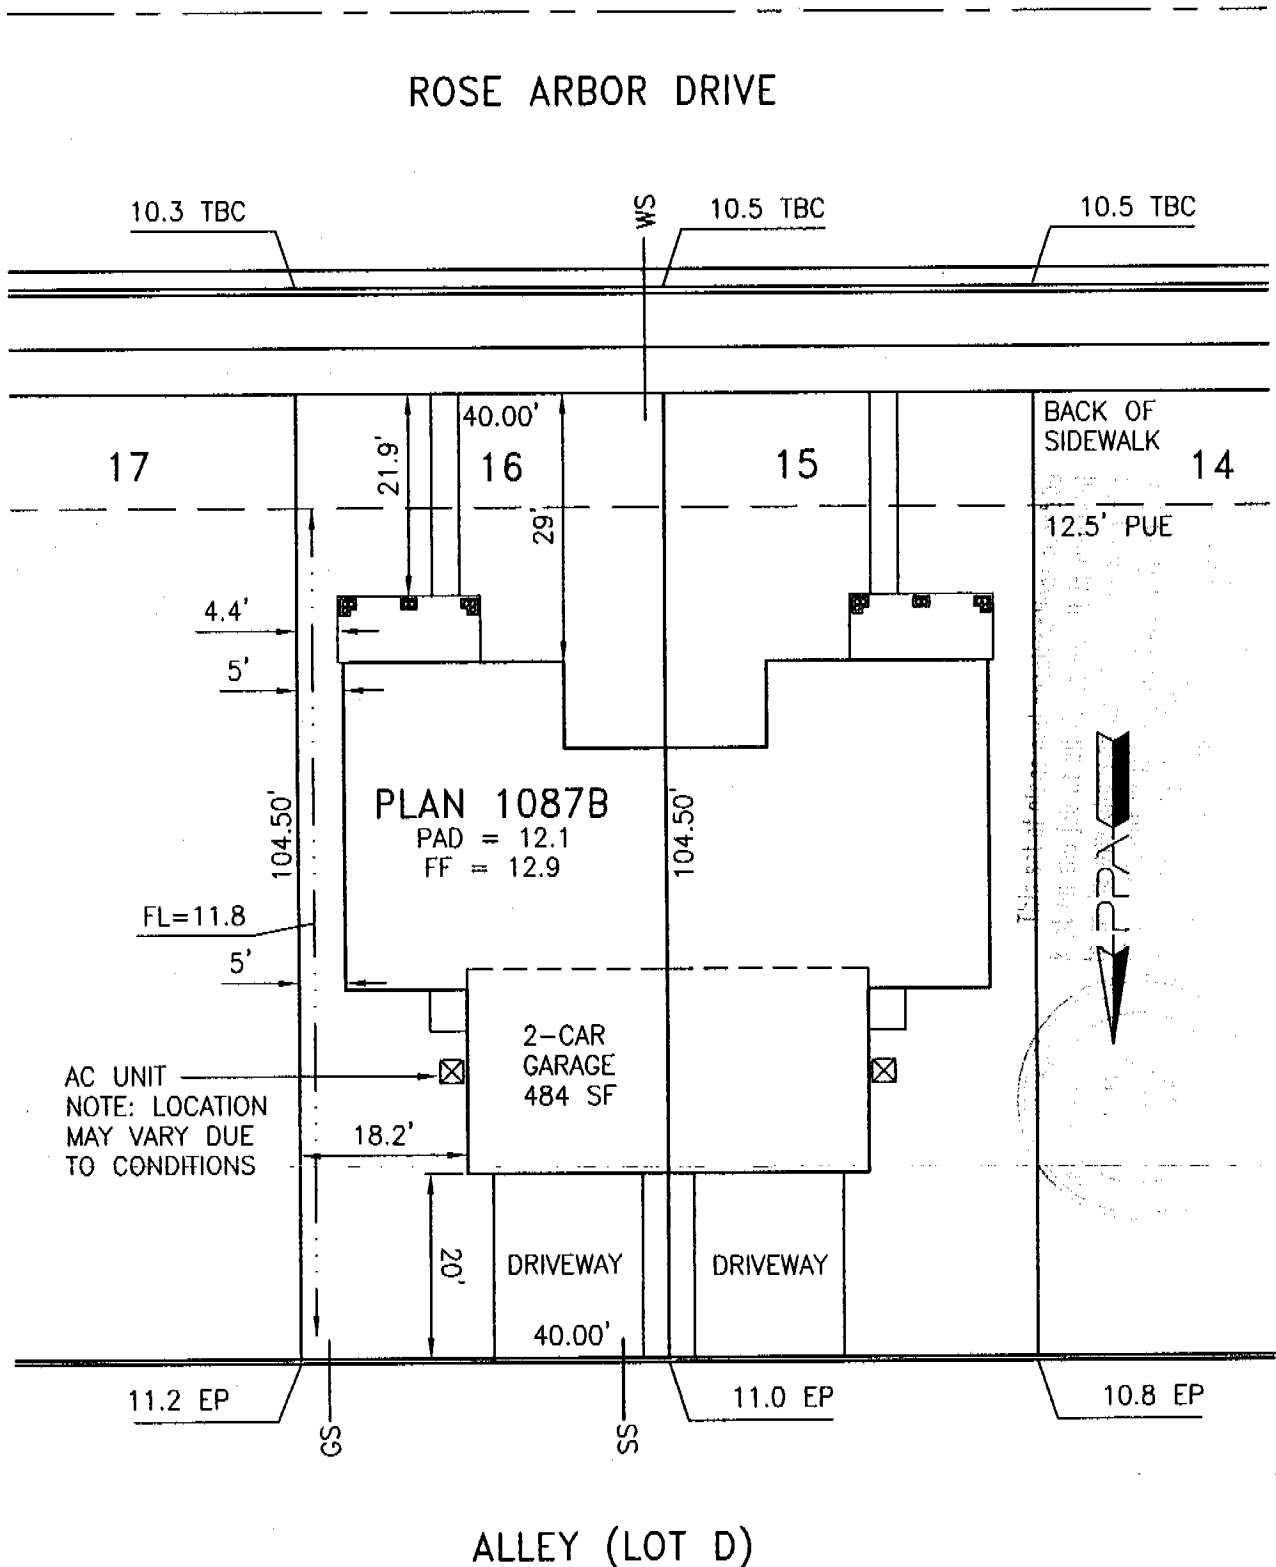 ROSE ARBOR DRIVE
10.3 TBC
WS
10.5 TBC
10.5 TBC
40.00'
21.9'
29'
17
16
15
BACK OF
SIDEWALK
14
12.5' PUE
4.4'
5'
104.50'
PLAN 1087B
PAD = 12.1
FF = 12.9
104.50'
PPA
FL=11.8
5'
2-CAR
GARAGE
484 SF
AC UNIT
NOTE: LOCATION
MAY VARY DUE
TO CONDITIONS
18.2'
20'
DRIVEWAY
DRIVEWAY
40.00'
11.2 EP
11.0 EP
10.8 EP
GS
SS
ALLEY (LOT D)